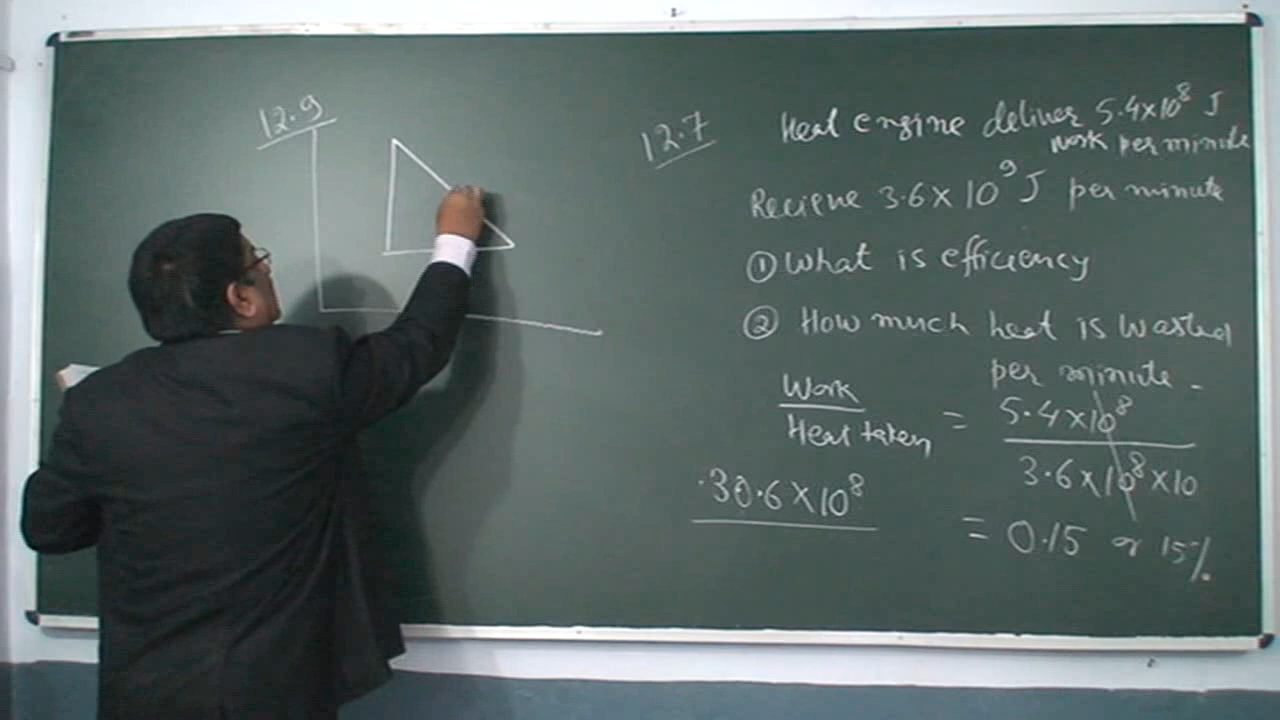 12.9
12.7
Heat engine deliner 5.4×10⁸ J
work per minute
Reciene 3.6×10⁹ J per minute
① What is efficiency
② How much heat is wasted
per minute -
Work / Heat taken = 5.4×10⁸ / 3.6×10⁸×10
.30.6×10⁸
= 0.15 or 15%.